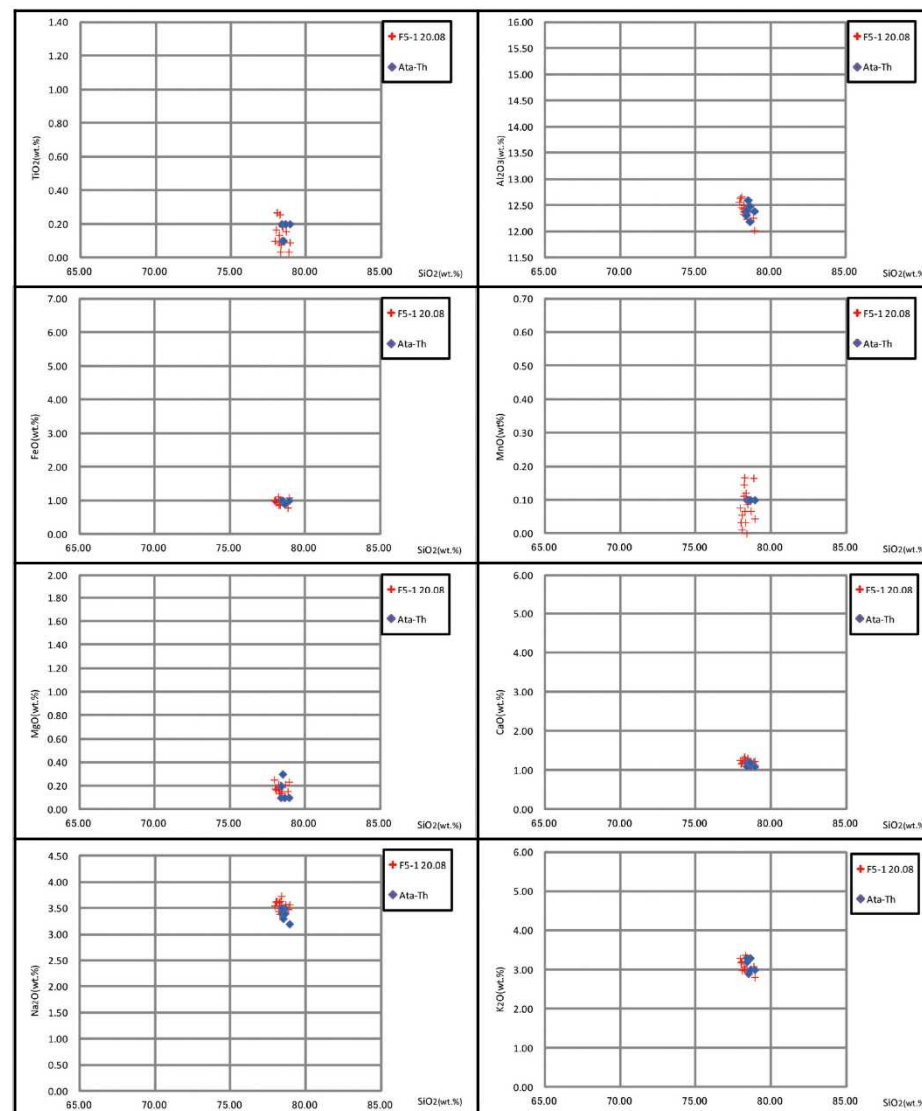 1.40
1.20
1.00
0.80
0.60
0.40
0.20
0.00
TiO2(wt.%)
65.00 70.00 75.00 80.00 85.00
SiO2(wt.%)
F5-1 20.08
Ata-Th
16.00
15.50
15.00
14.50
14.00
13.50
13.00
12.50
12.00
11.50
Al2O3(wt.%)
65.00 70.00 75.00 80.00 85.00
SiO2(wt.%)
F5-1 20.08
Ata-Th
7.00
6.00
5.00
4.00
3.00
2.00
1.00
0.00
FeO(wt.%)
65.00 70.00 75.00 80.00 85.00
SiO2(wt.%)
F5-1 20.08
Ata-Th
0.70
0.60
0.50
0.40
0.30
0.20
0.10
0.00
MnO(wt%)
65.00 70.00 75.00 80.00 85.00
SiO2(wt.%)
F5-1 20.08
Ata-Th
2.00
1.80
1.60
1.40
1.20
1.00
0.80
0.60
0.40
0.20
0.00
MgO(wt.%)
65.00 70.00 75.00 80.00 85.00
SiO2(wt.%)
F5-1 20.08
Ata-Th
6.00
5.00
4.00
3.00
2.00
1.00
0.00
CaO(wt.%)
65.00 70.00 75.00 80.00 85.00
SiO2(wt.%)
F5-1 20.08
Ata-Th
4.50
4.00
3.50
3.00
2.50
2.00
1.50
1.00
0.50
0.00
Na2O(wt.%)
65.00 70.00 75.00 80.00 85.00
SiO2(wt.%)
F5-1 20.08
Ata-Th
6.00
5.00
4.00
3.00
2.00
1.00
0.00
K2O(wt.%)
65.00 70.00 75.00 80.00 85.00
SiO2(wt.%)
F5-1 20.08
Ata-Th